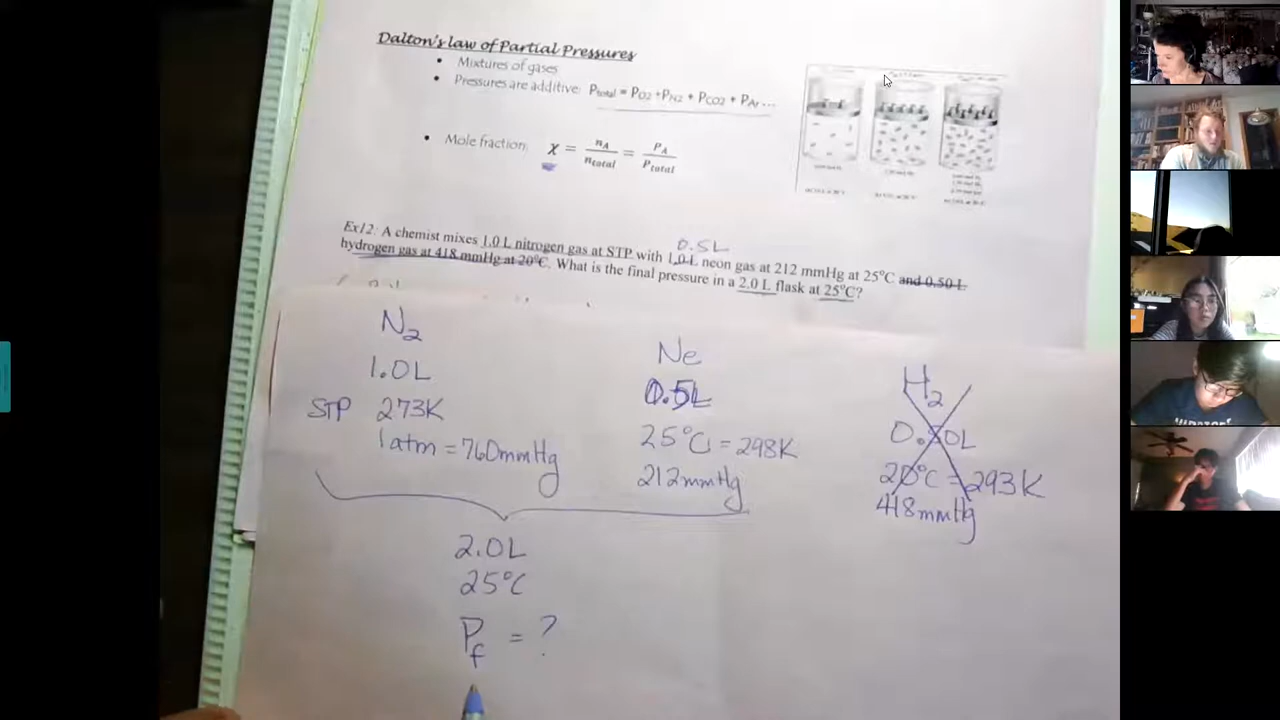 Dalton's law of Partial Pressures
• Mixtures of gases
• Pressures are additive: Ptotal = PO2 + PN2 + PCO2 + PAr ...
• Mole fraction: χ = nA / ntotal = PA / Ptotal
0.5L
Ex12. A chemist mixes 1.0 L nitrogen gas at STP with 1.0 L neon gas at 212 mmHg at 25°C and 0.50 L
hydrogen gas at 418 mmHg at 20°C. What is the final pressure in a 2.0 L flask at 25°C?
N2
1.0L
STP 273K
1atm = 760mmHg
Ne
0.5L
25°C = 298K
212mmHg
H2
0.50L
20°C = 293K
418mmHg
2.0L
25°C
Pf = ?